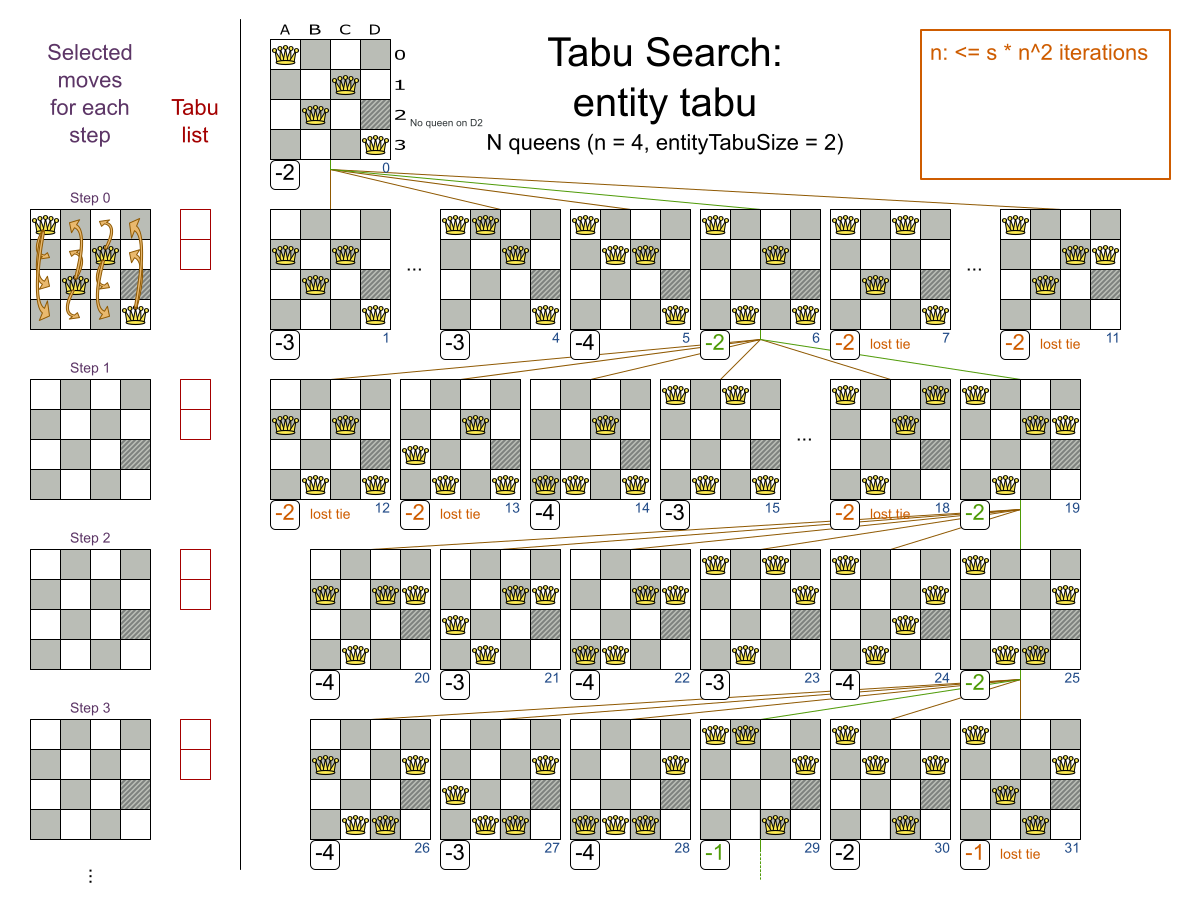 Selected
moves
for each
step
Tabu
list
A B C D
0
1
2
3
No queen on D2
Tabu Search:
entity tabu
N queens (n = 4, entityTabuSize = 2)
n: <= s * n^2 iterations
-2 0
Step 0
... ...
-3 1
-3 4
-4 5
-2 6
-2 lost tie 7
-2 lost tie 11
Step 1
...
-2 lost tie 12
-2 lost tie 13
-4 14
-3 15
-2 lost tie 18
-2 19
Step 2
-4 20
-3 21
-4 22
-3 23
-4 24
-2 25
Step 3
-4 26
-3 27
-4 28
-1 29
-2 30
-1 lost tie 31
...